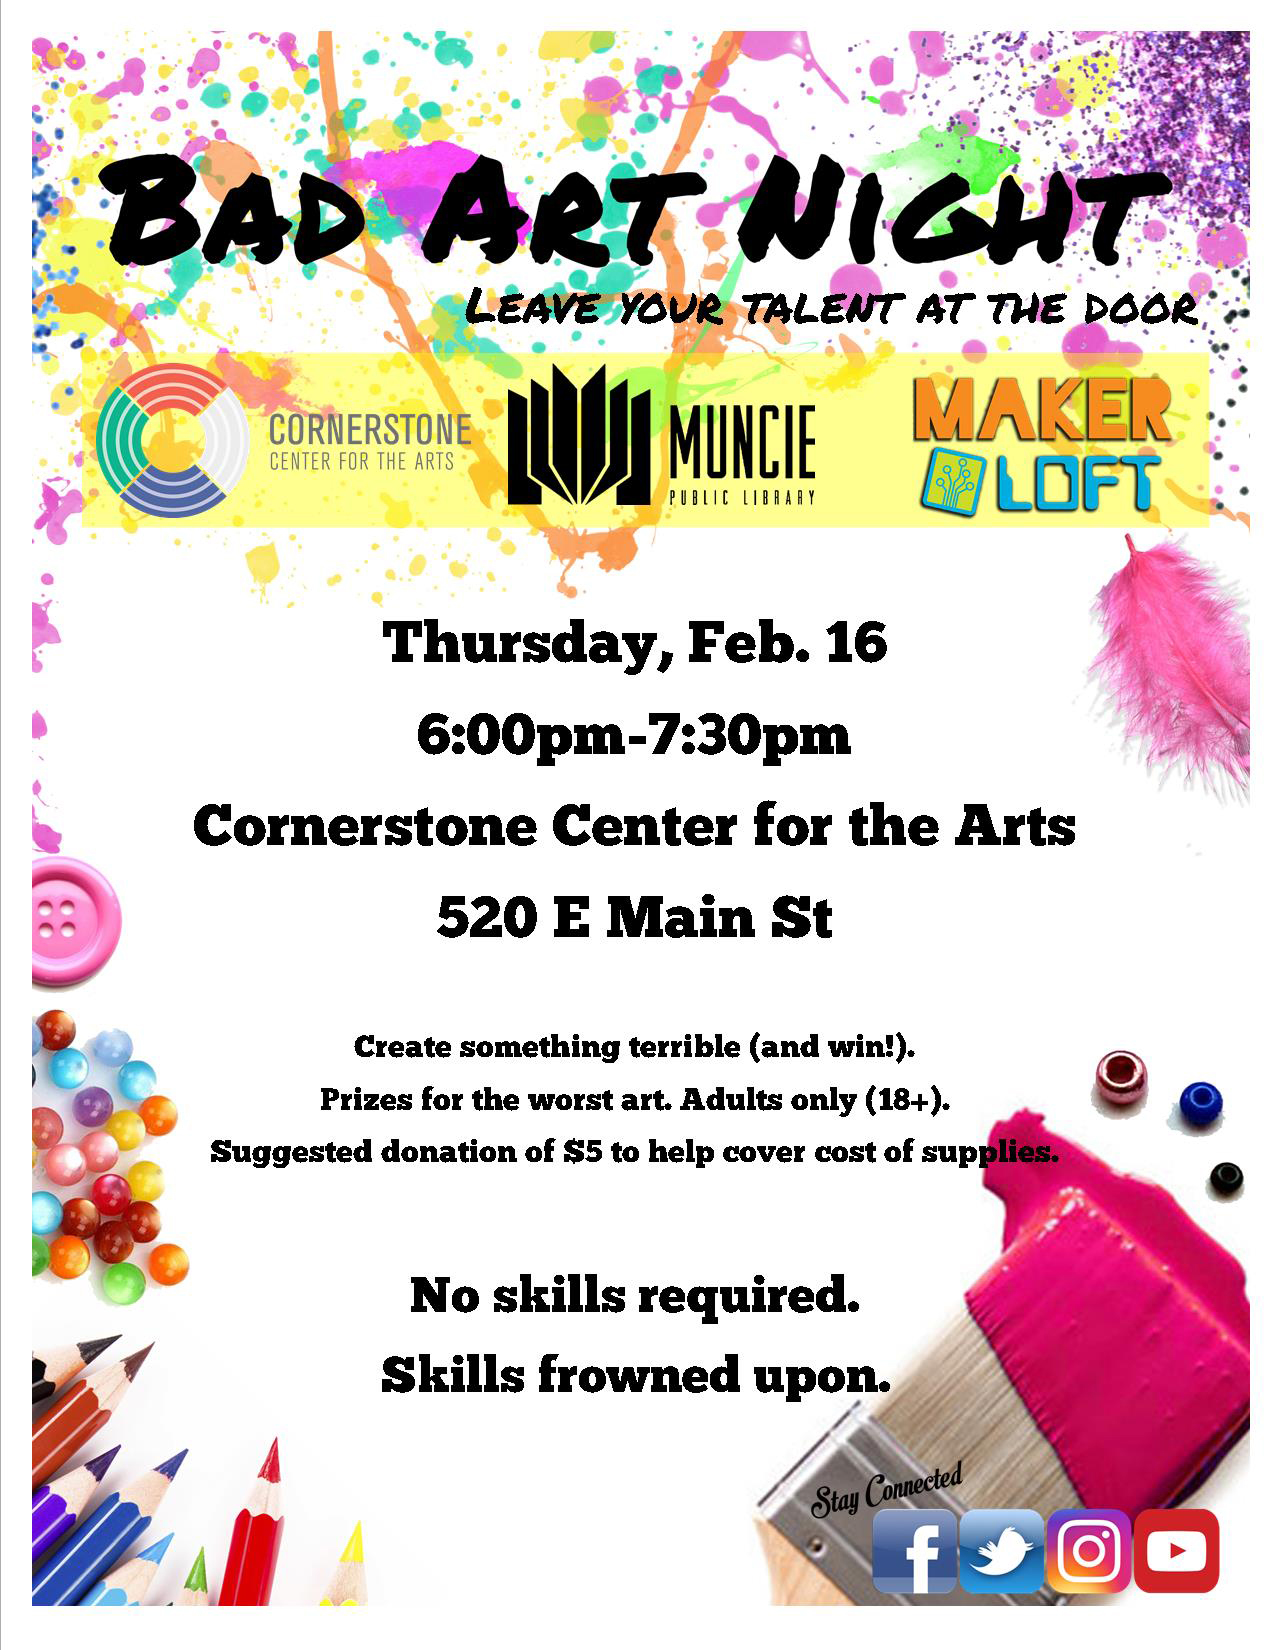 BAD ART NIGHT
LEAVE YOUR TALENT AT THE DOOR
CORNERSTONE
CENTER FOR THE ARTS
MUNCIE
PUBLIC LIBRARY
MAKER
LOFT
Thursday, Feb. 16
6:00pm-7:30pm
Cornerstone Center for the Arts
520 E Main St
Create something terrible (and win!).
Prizes for the worst art. Adults only (18+).
Suggested donation of $5 to help cover cost of supplies.
No skills required.
Skills frowned upon.
Stay Connected